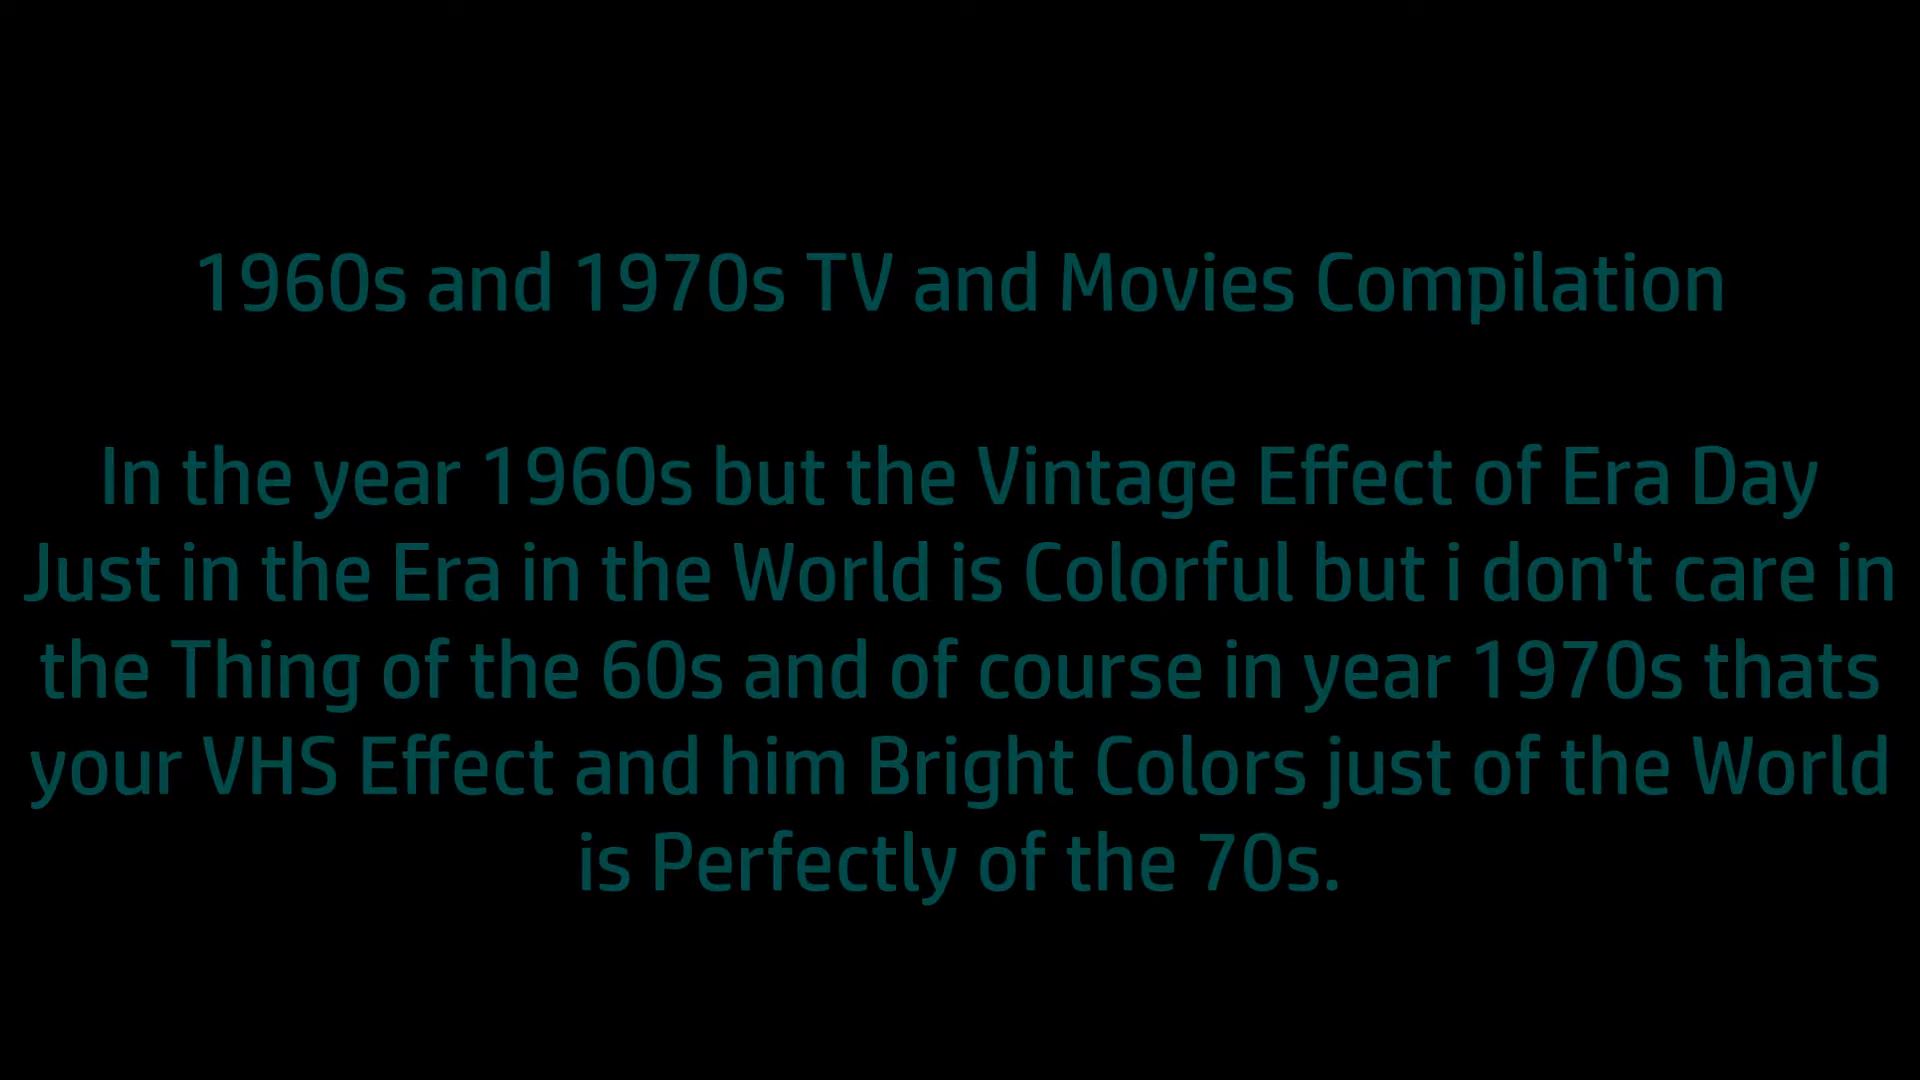 1960s and 1970s TV and Movies Compilation
In the year 1960s but the Vintage Effect of Era Day
Just in the Era in the World is Colorful but i don't care in
the Thing of the 60s and of course in year 1970s thats
your VHS Effect and him Bright Colors just of the World
is Perfectly of the 70s.